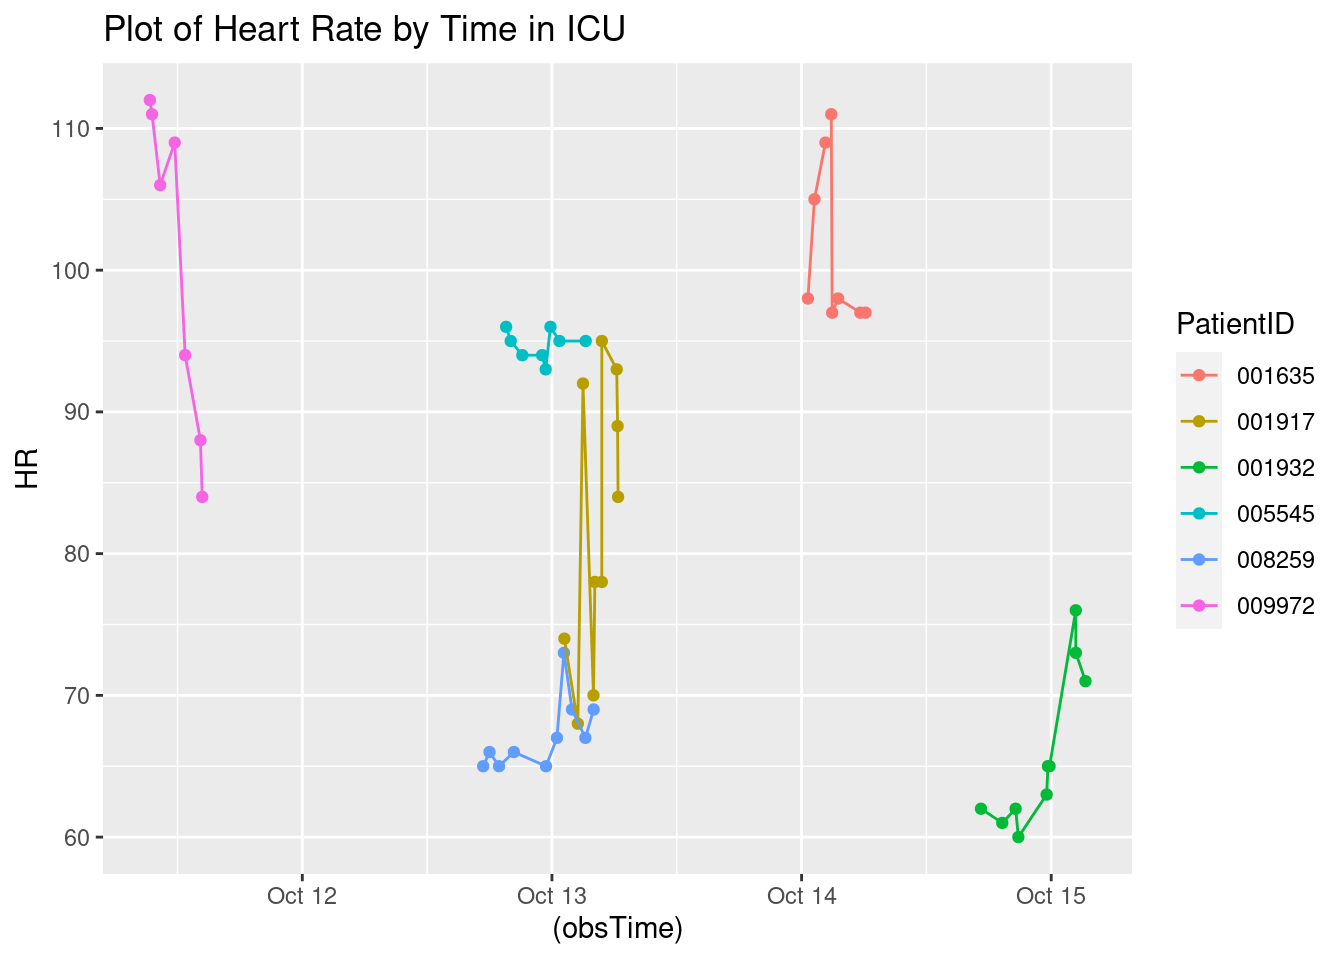 Plot of Heart Rate by Time in ICU
110
100
90
80
70
60
HR
Oct 12
Oct 13
Oct 14
Oct 15
(obsTime)
PatientID
001635
001917
001932
005545
008259
009972